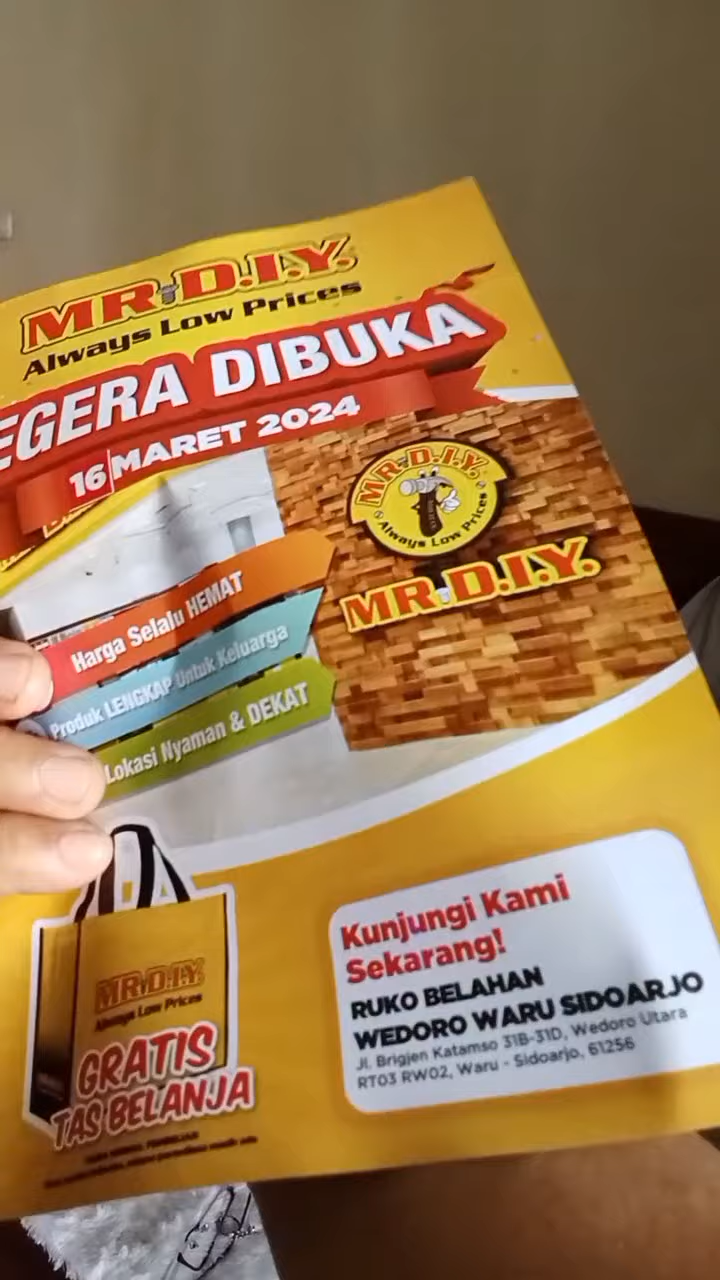 MR.D.I.Y.
Always Low Prices
EGERA DIBUKA
16 MARET 2024
MR.D.I.Y.
Always Low Prices
MR.D.I.Y.
Harga Selalu HEMAT
Produk LENGKAP Untuk Keluarga
Lokasi Nyaman & DEKAT
MR.D.I.Y.
Always Low Prices
GRATIS
TAS BELANJA
Kunjungi Kami
Sekarang!
RUKO BELAHAN
WEDORO WARU SIDOARJO
Jl. Brigjen Katamso 31B-31D, Wedoro Utara
RT03 RW02, Waru - Sidoarjo, 61256